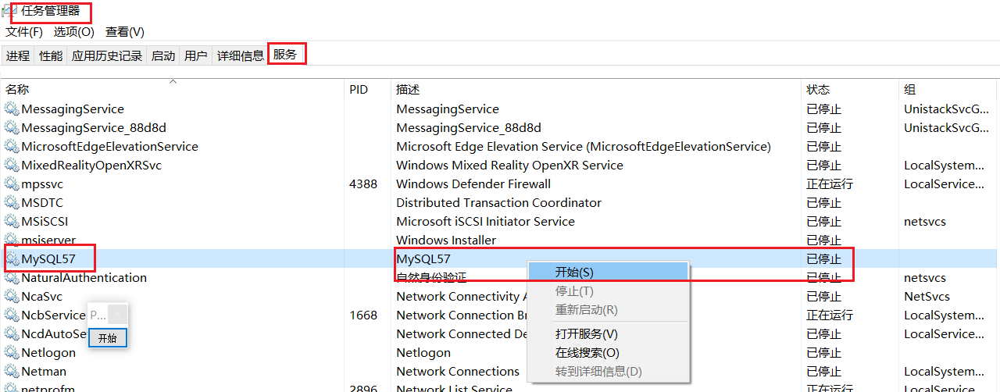 任务管理器
文件(F) 选项(O) 查看(V)
进程 性能 应用历史记录 启动 用户 详细信息 服务
名称 PID 描述 状态 组
MessagingService MessagingService 已停止 UnistackSvcG...
MessagingService_88d8d MessagingService_88d8d 已停止 UnistackSvcG...
MicrosoftEdgeElevationService Microsoft Edge Elevation Service (MicrosoftEdgeElevationService) 已停止
MixedRealityOpenXRSvc Windows Mixed Reality OpenXR Service 已停止 LocalSystem...
mpssvc 4388 Windows Defender Firewall 正在运行 LocalService...
MSDTC Distributed Transaction Coordinator 已停止
MSiSCSI Microsoft iSCSI Initiator Service 已停止 netsvcs
msiserver Windows Installer 已停止
MySQL57 MySQL57 已停止
NaturalAuthentication 自然身份验证 已停止 netsvcs
NcaSvc Network Connectivity A 已停止 NetSvcs
NcbService 1668 Network Connection Br 正在运行 LocalSystem...
NcdAutoSe Network Connected De 已停止 LocalService...
Netlogon Netlogon 已停止
Netman Network Connections 已停止 LocalSystem...
netprofm 2896 Network List Service 正在运行 LocalService...
开始(S)
停止(T)
重新启动(R)
打开服务(V)
在线搜索(O)
转到详细信息(D)
P...
开始